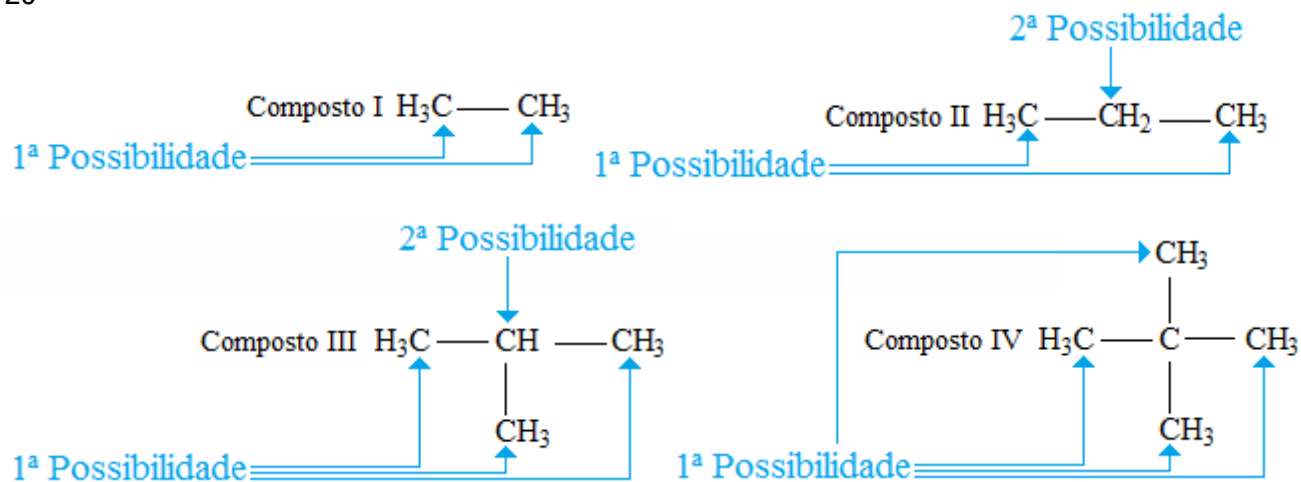 2ª Possibilidade
Composto I H₃C — CH₃
1ª Possibilidade
Composto II H₃C — CH₂ — CH₃
1ª Possibilidade
2ª Possibilidade
Composto III H₃C — CH — CH₃
CH₃
1ª Possibilidade
CH₃
Composto IV H₃C — C — CH₃
CH₃
1ª Possibilidade